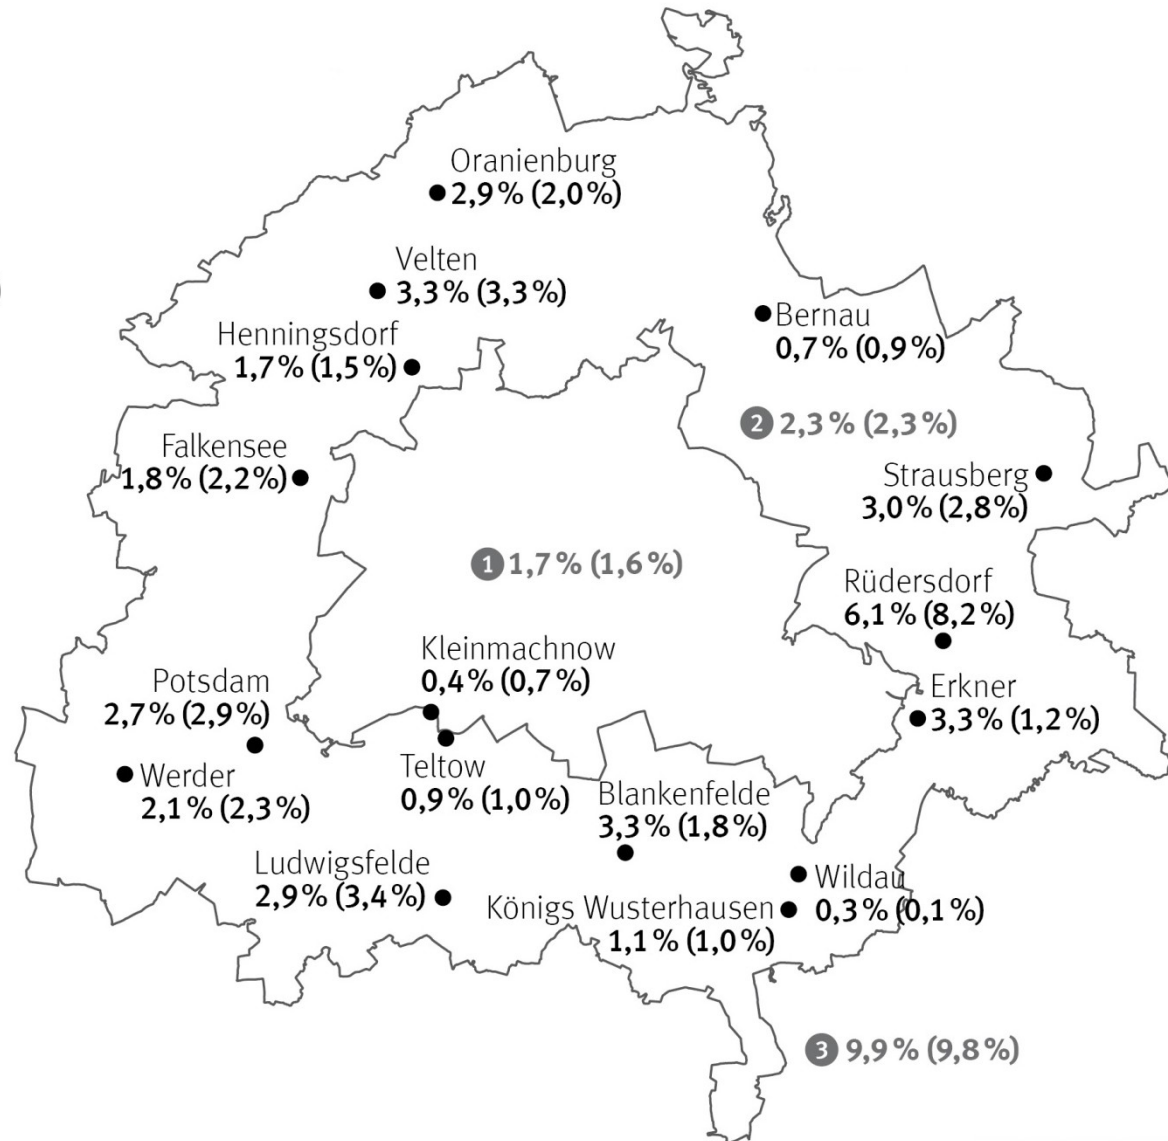 Oranienburg
2,9 % (2,0 %)
Velten
3,3 % (3,3 %)
Henningsdorf
1,7 % (1,5 %)
Bernau
0,7 % (0,9 %)
2 2,3 % (2,3 %)
Falkensee
1,8 % (2,2 %)
Strausberg
3,0 % (2,8 %)
1 1,7 % (1,6 %)
Rüdersdorf
6,1 % (8,2 %)
Kleinmachnow
0,4 % (0,7 %)
Potsdam
2,7 % (2,9 %)
Erkner
3,3 % (1,2 %)
Werder
2,1 % (2,3 %)
Teltow
0,9 % (1,0 %)
Blankenfelde
3,3 % (1,8 %)
Ludwigsfelde
2,9 % (3,4 %)
Wildau
0,3 % (0,1 %)
Königs Wusterhausen
1,1 % (1,0 %)
3 9,9 % (9,8 %)